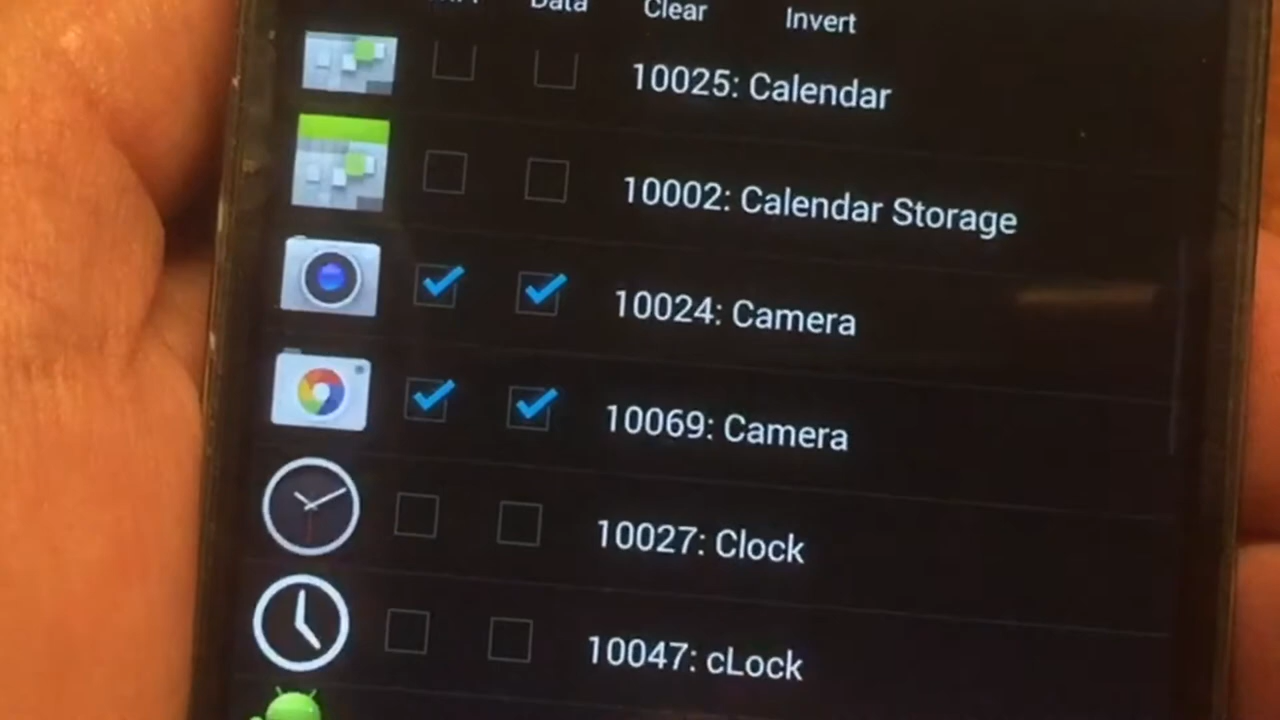 Data Clear Invert
10025: Calendar
10002: Calendar Storage
10024: Camera
10069: Camera
10027: Clock
10047: cLock